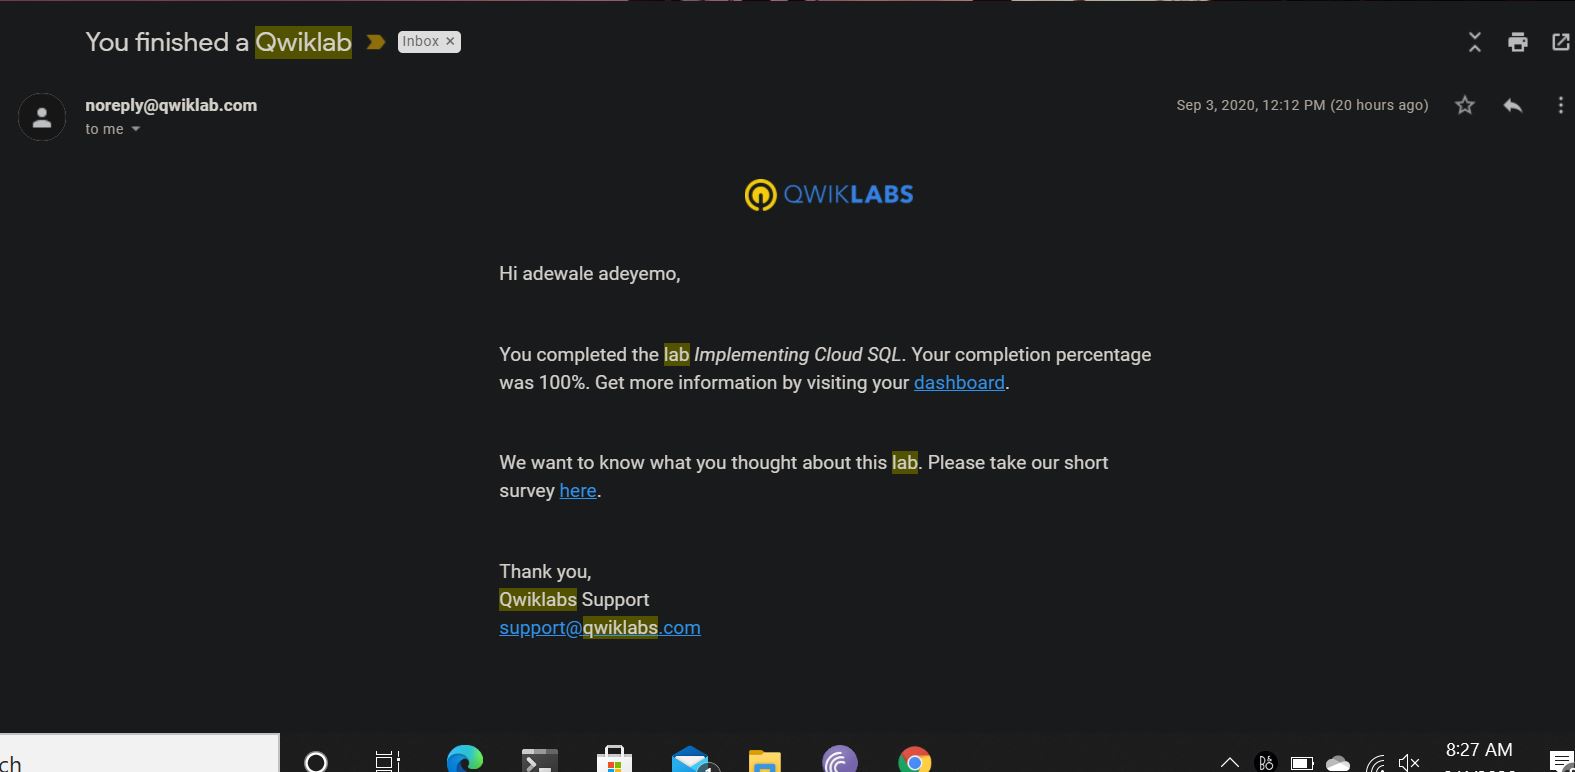 You finished a Qwiklab Inbox ×
noreply@qwiklab.com
Sep 3, 2020, 12:12 PM (20 hours ago)
to me
QWIKLABS
Hi adewale adeyemo,
You completed the lab Implementing Cloud SQL. Your completion percentage
was 100%. Get more information by visiting your dashboard.
We want to know what you thought about this lab. Please take our short
survey here.
Thank you,
Qwiklabs Support
support@qwiklabs.com
ch
8:27 AM